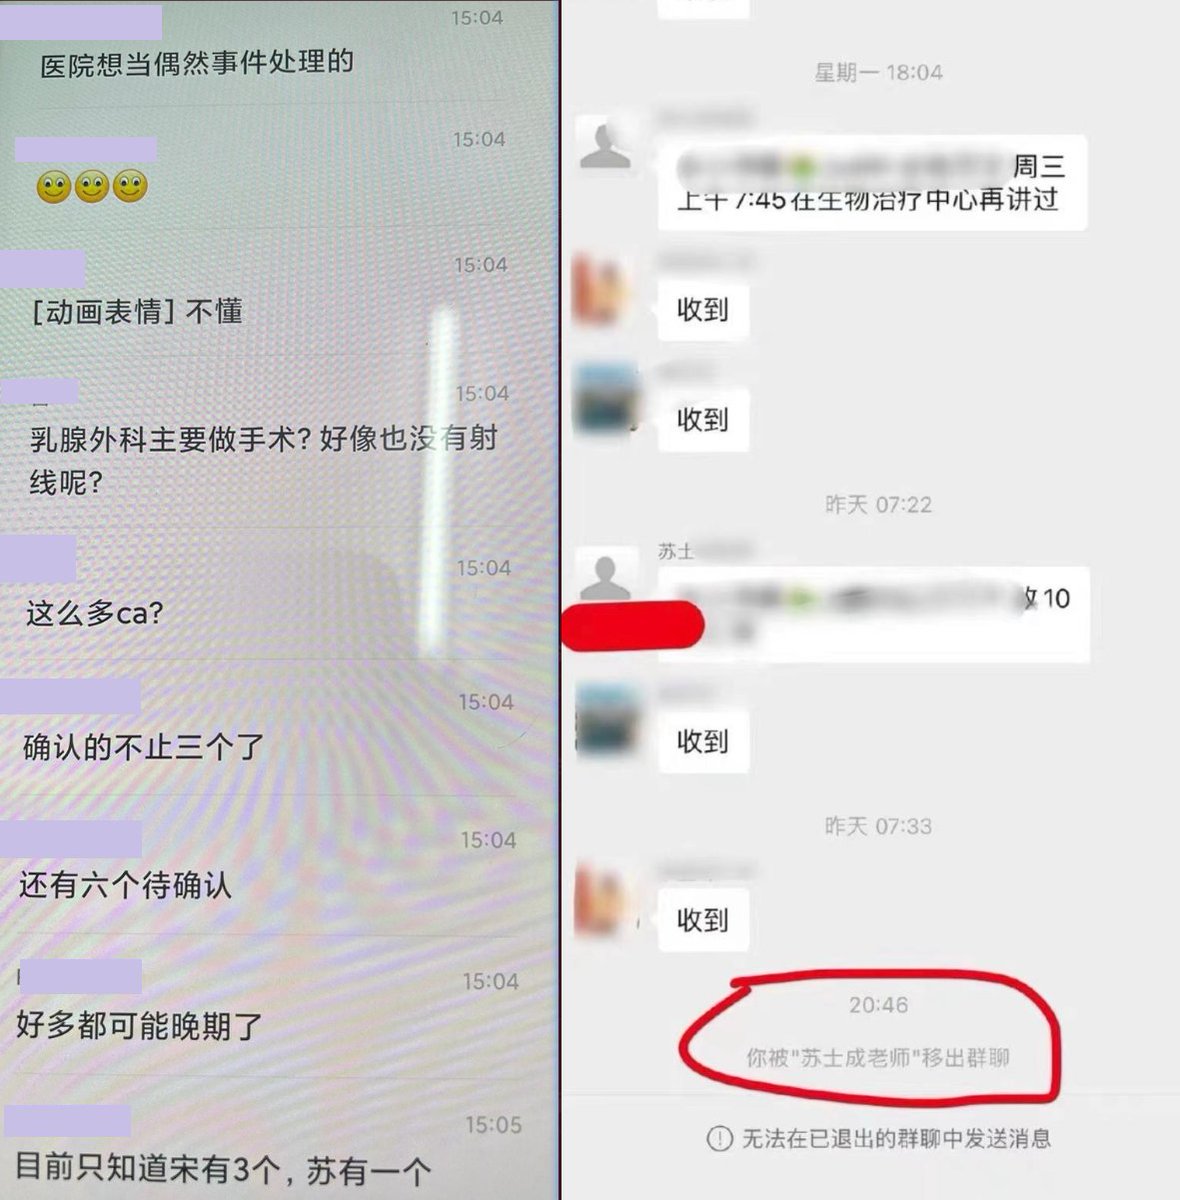 15:04
医院想当偶然事件处理的
15:04
15:04
[动画表情] 不懂
15:04
乳腺外科主要做手术? 好像也没有射
线呢?
15:04
这么多ca?
15:04
确认的不止三个了
15:04
还有六个待确认
15:04
好多都可能晚期了
15:05
目前只知道宋有3个, 苏有一个
星期一 18:04
周三
上午 7:45 在生物治疗中心再讲过
收到
收到
昨天 07:22
苏士
10
收到
昨天 07:33
收到
20:46
你被"苏士成老师"移出群聊
无法在已退出的群聊中发送消息